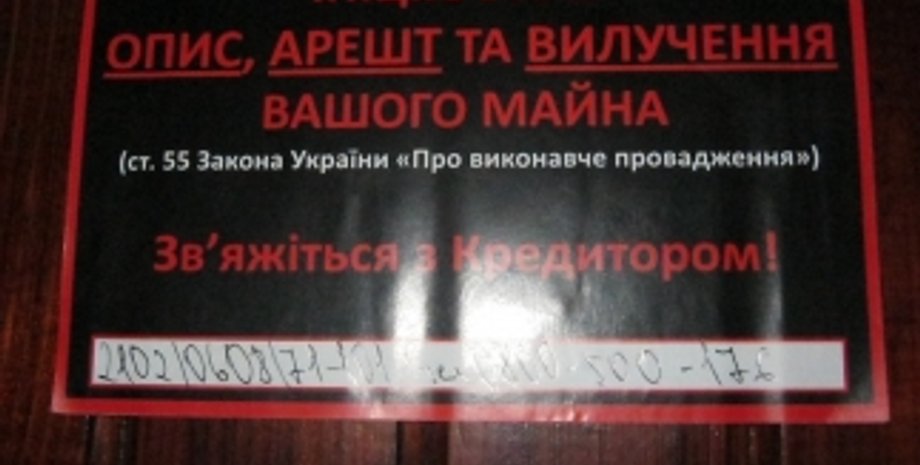 ОПИС, АРЕШТ ТА ВИЛУЧЕННЯ
ВАШОГО МАЙНА
(ст. 55 Закона України «Про виконавче провадження»)
Зв’яжіться з Кредитором!
2102/0608/71-101 500-176